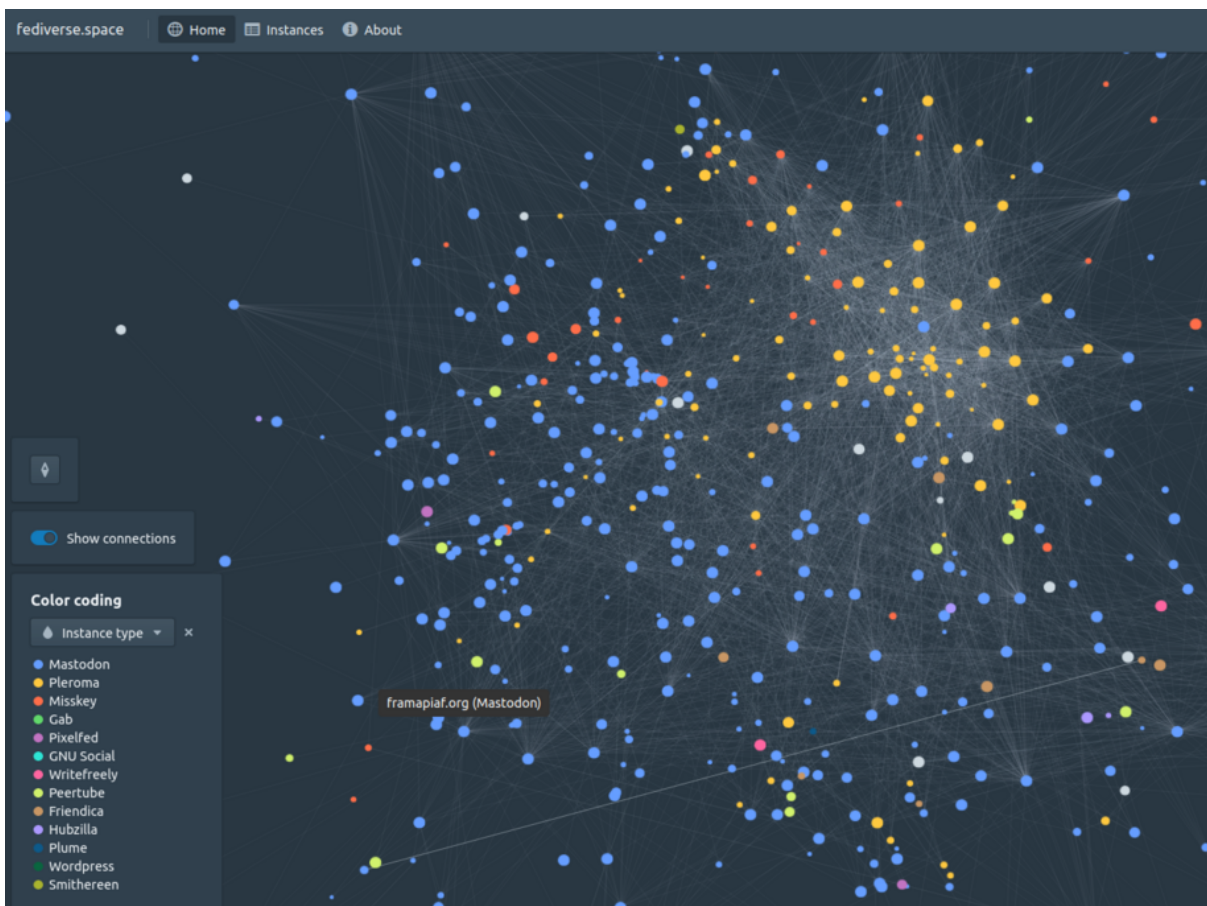 fediverse.space Home Instances About
Show connections
Color coding
Instance type
Mastodon
Pleroma
Misskey
framapiaf.org (Mastodon)
Gab
Pixelfed
GNU Social
Writefreely
Peertube
Friendica
Hubzilla
Plume
Wordpress
Smithereen